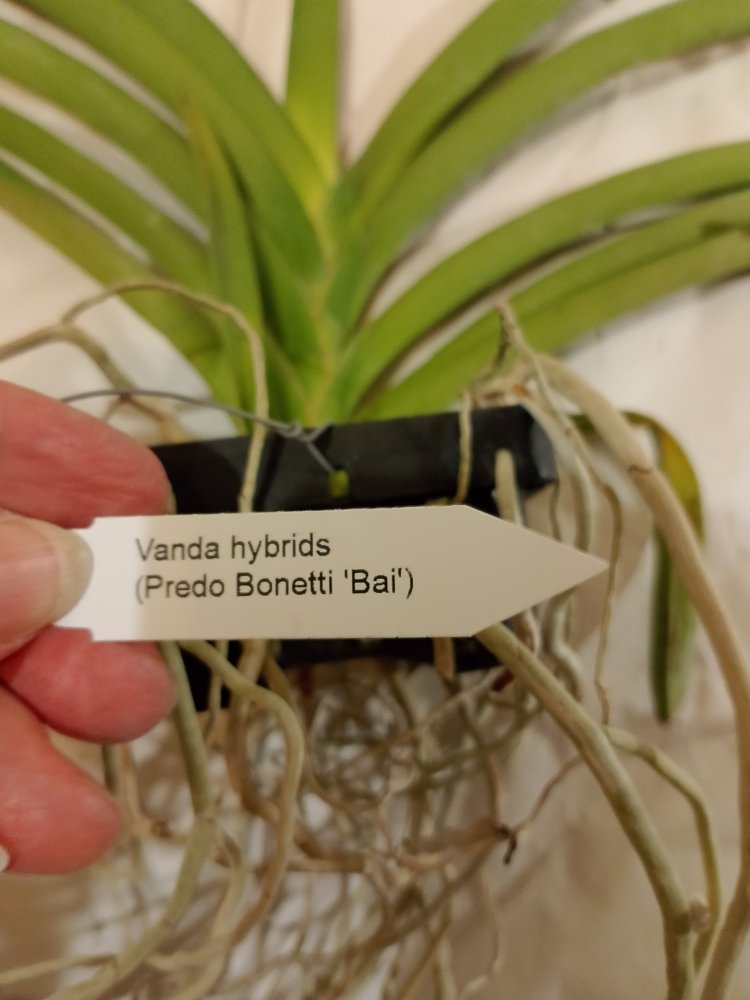 Vanda hybrids
(Predo Bonetti 'Bai')